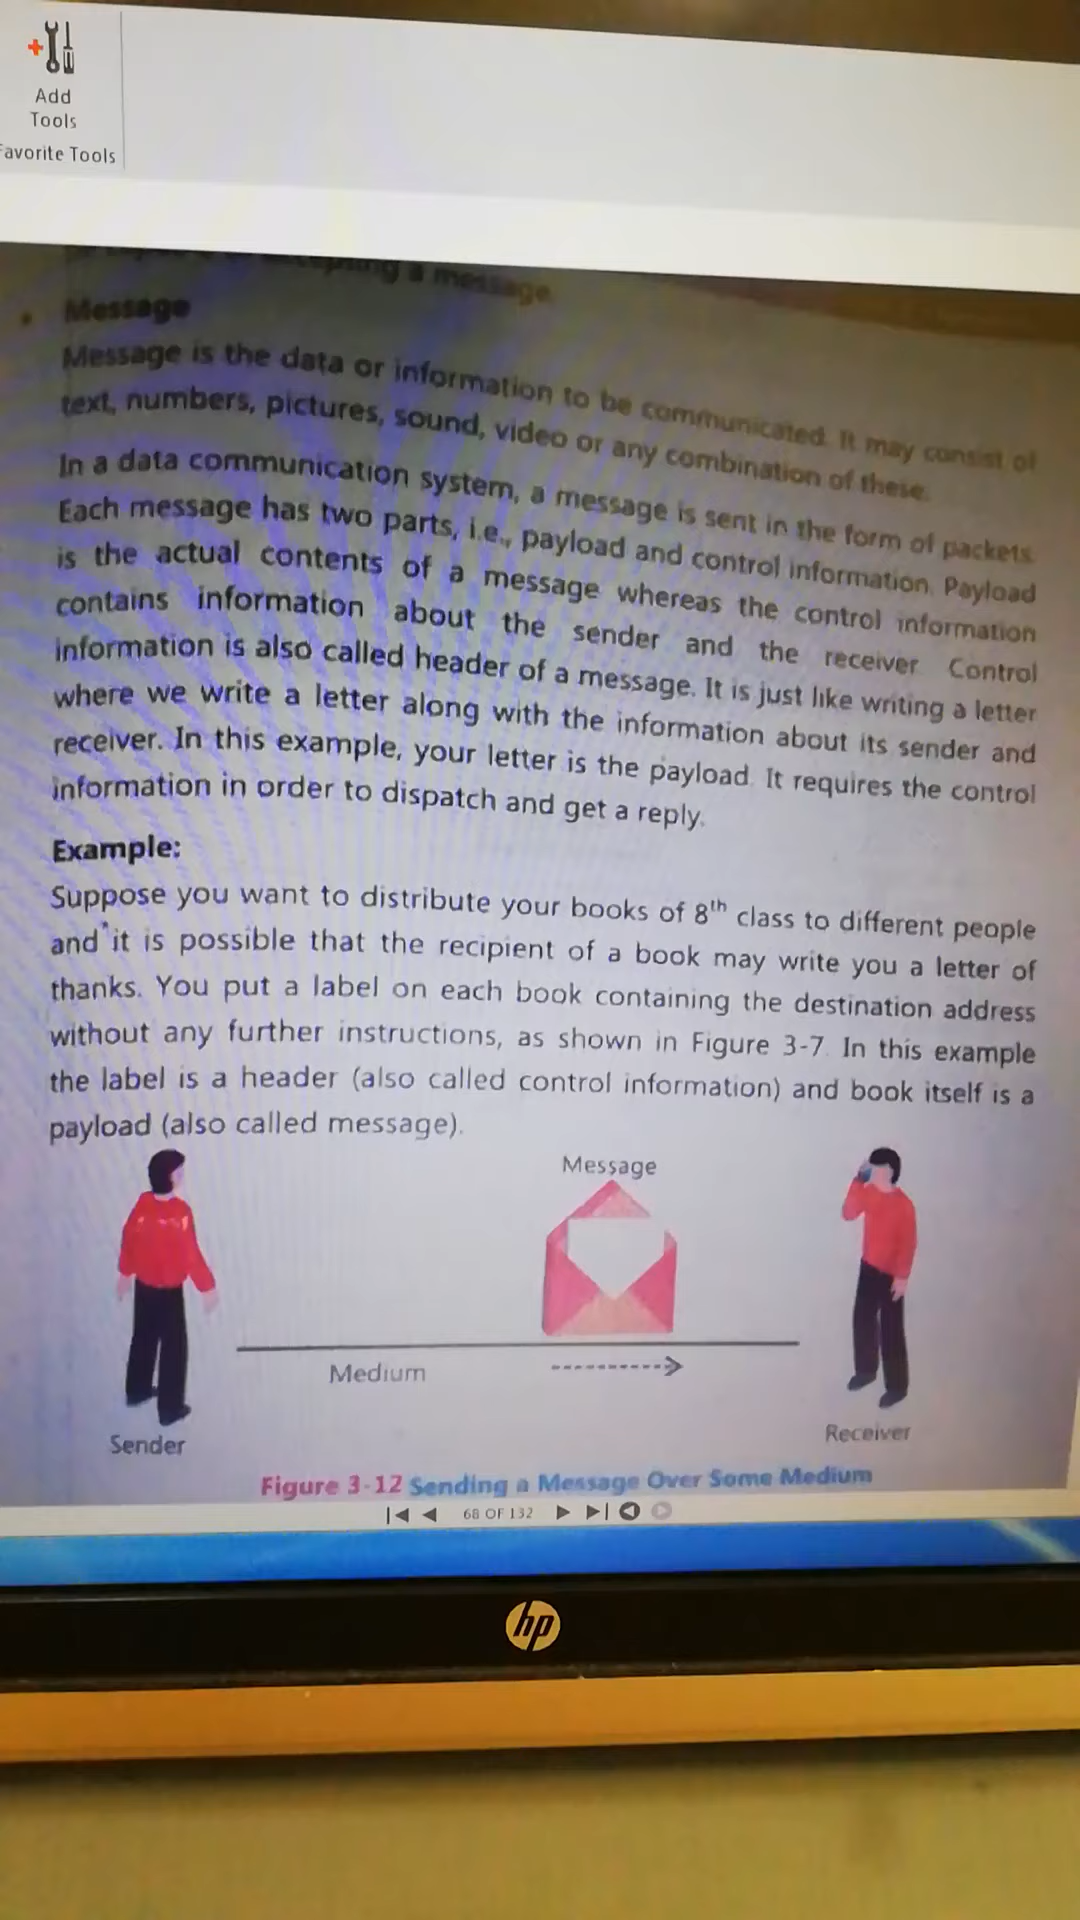 Add
Tools
Favorite Tools
a message.
• Message
Message is the data or information to be communicated. It may consist of
text, numbers, pictures, sound, video or any combination of these.
In a data communication system, a message is sent in the form of packets.
Each message has two parts, i.e., payload and control information. Payload
is the actual contents of a message whereas the control information
contains information about the sender and the receiver. Control
information is also called header of a message. It is just like writing a letter
where we write a letter along with the information about its sender and
receiver. In this example, your letter is the payload. It requires the control
information in order to dispatch and get a reply.
Example:
Suppose you want to distribute your books of 8th class to different people
and it is possible that the recipient of a book may write you a letter of
thanks. You put a label on each book containing the destination address
without any further instructions, as shown in Figure 3-7. In this example
the label is a header (also called control information) and book itself is a
payload (also called message).
Message
Medium
Sender
Receiver
Figure 3-12 Sending a Message Over Some Medium
68 OF 132
hp